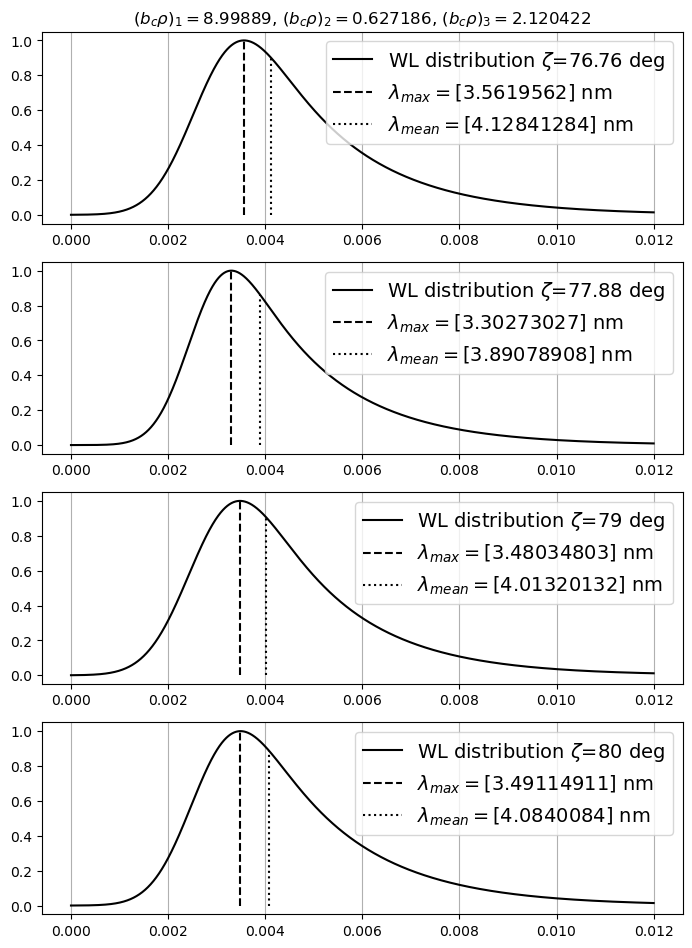 (b_cρ)_1 = 8.99889, (b_cρ)_2 = 0.627186, (b_cρ)_3 = 2.120422
1.0
0.8
0.6
0.4
0.2
0.0
WL distribution ζ=76.76 deg
λ_max = [3.5619562] nm
λ_mean = [4.12841284] nm
0.000 0.002 0.004 0.006 0.008 0.010 0.012
1.0
0.8
0.6
0.4
0.2
0.0
WL distribution ζ=77.88 deg
λ_max = [3.30273027] nm
λ_mean = [3.89078908] nm
0.000 0.002 0.004 0.006 0.008 0.010 0.012
1.0
0.8
0.6
0.4
0.2
0.0
WL distribution ζ=79 deg
λ_max = [3.48034803] nm
λ_mean = [4.01320132] nm
0.000 0.002 0.004 0.006 0.008 0.010 0.012
1.0
0.8
0.6
0.4
0.2
0.0
WL distribution ζ=80 deg
λ_max = [3.49114911] nm
λ_mean = [4.0840084] nm
0.000 0.002 0.004 0.006 0.008 0.010 0.012